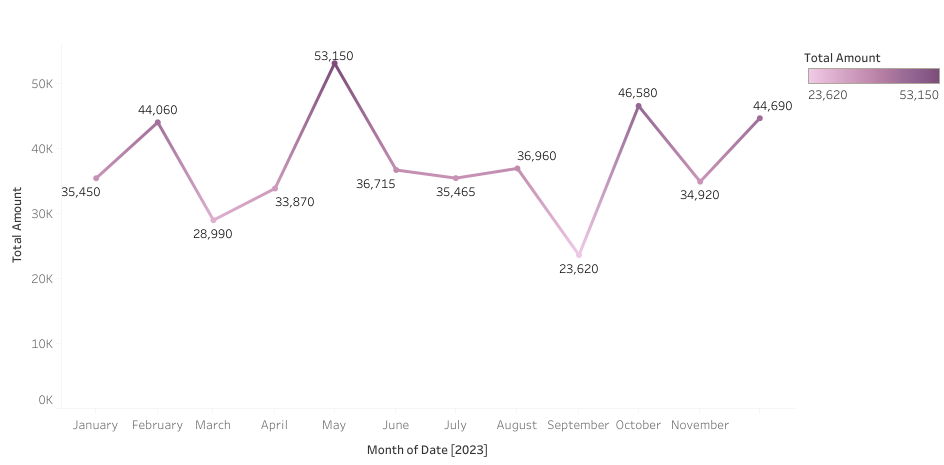 Total Amount
23,620 53,150
50K
40K
30K
20K
10K
0K
Total Amount
35,450
44,060
28,990
33,870
53,150
36,715
35,465
36,960
23,620
46,580
34,920
44,690
January February March April May June July August September October November
Month of Date [2023]